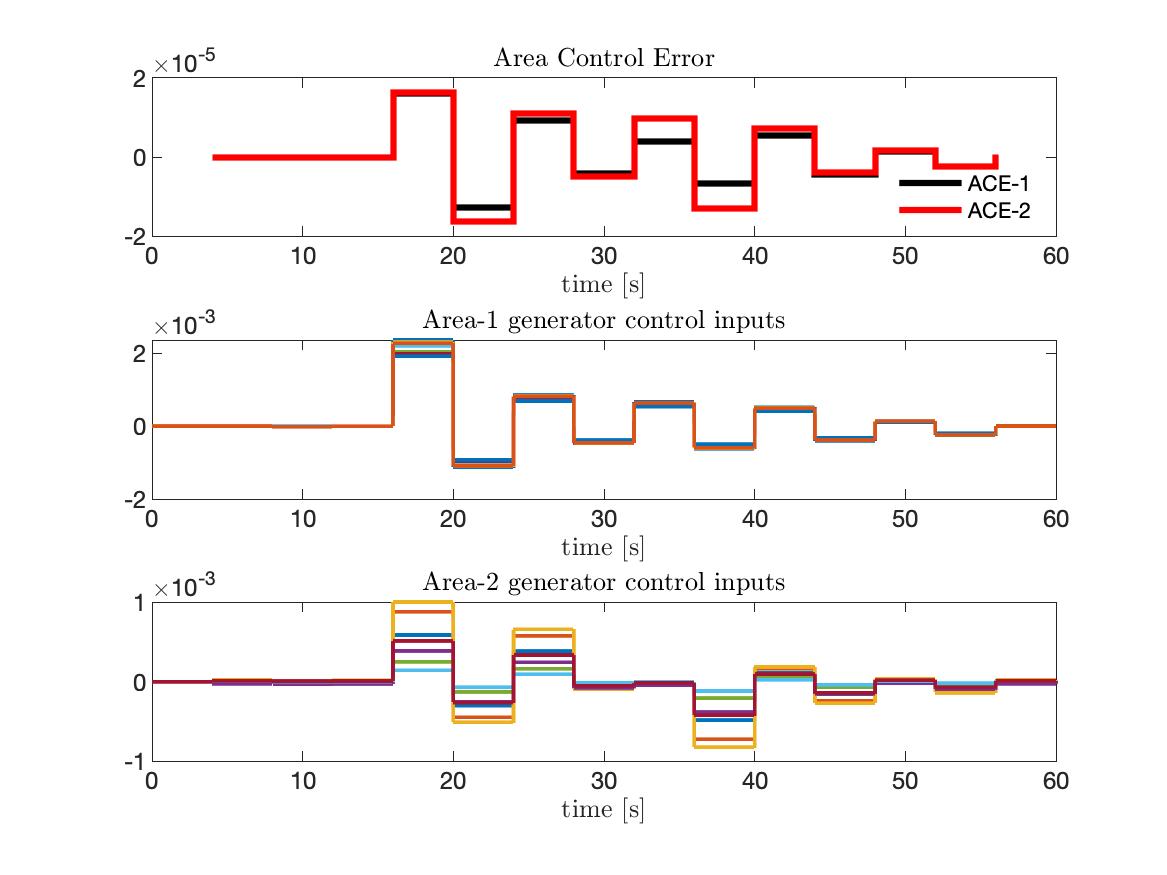 Area Control Error
×10⁻⁵
2
0
-2
ACE-1
ACE-2
0 10 20 30 40 50 60
time [s]
Area-1 generator control inputs
×10⁻³
2
0
-2
0 10 20 30 40 50 60
time [s]
Area-2 generator control inputs
×10⁻³
1
0
-1
0 10 20 30 40 50 60
time [s]